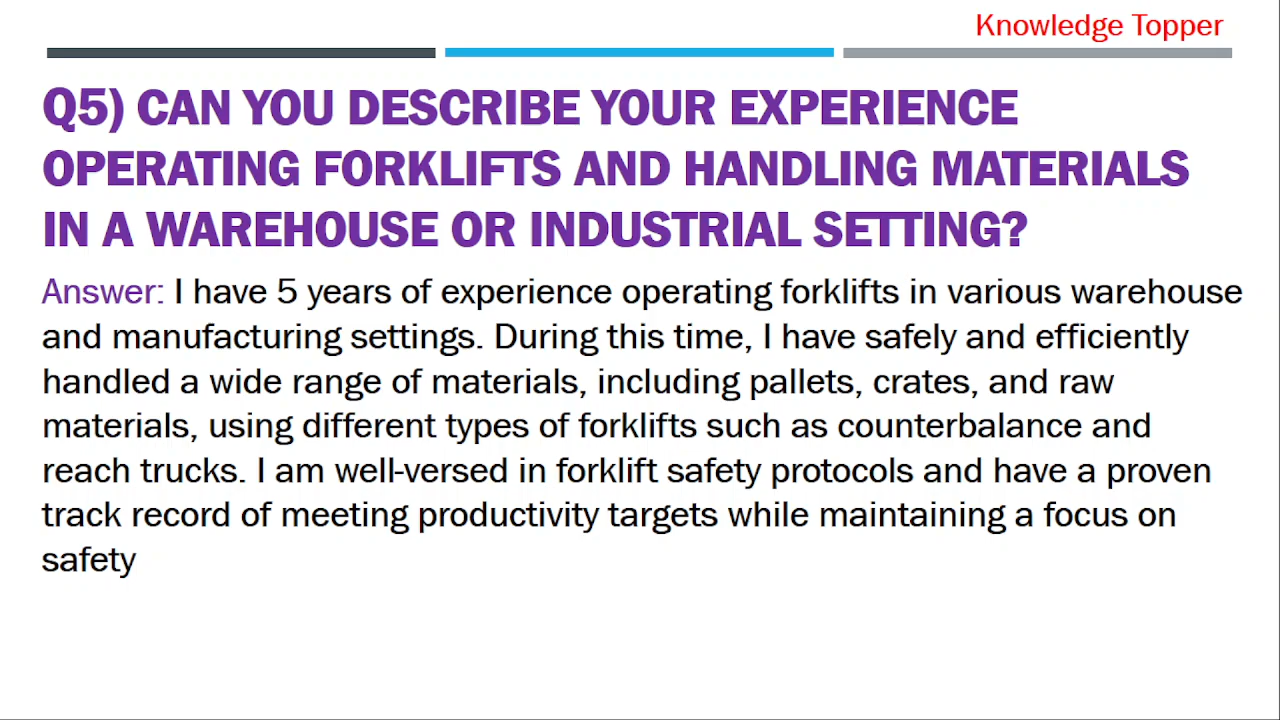 Knowledge Topper
Q5) CAN YOU DESCRIBE YOUR EXPERIENCE
OPERATING FORKLIFTS AND HANDLING MATERIALS
IN A WAREHOUSE OR INDUSTRIAL SETTING?
Answer: I have 5 years of experience operating forklifts in various warehouse
and manufacturing settings. During this time, I have safely and efficiently
handled a wide range of materials, including pallets, crates, and raw
materials, using different types of forklifts such as counterbalance and
reach trucks. I am well-versed in forklift safety protocols and have a proven
track record of meeting productivity targets while maintaining a focus on
safety